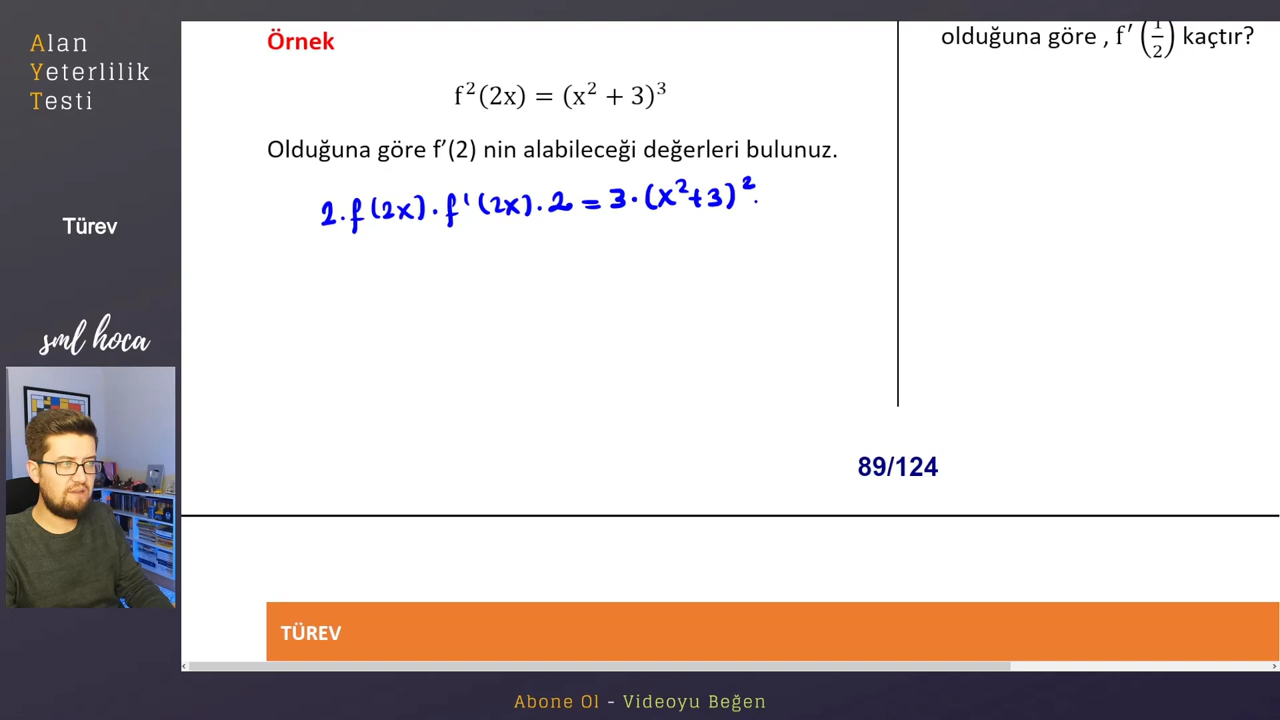 Alan
Yeterlilik
Testi
Türev
sml hoca
Örnek
f²(2x) = (x² + 3)³
Olduğuna göre f’(2) nin alabileceği değerleri bulunuz.
2.f(2x).f'(2x).2 = 3.(x²+3)².
olduğuna göre , f′ (1/2) kaçtır?
89/124
TÜREV
Abone Ol - Videoyu Beğen